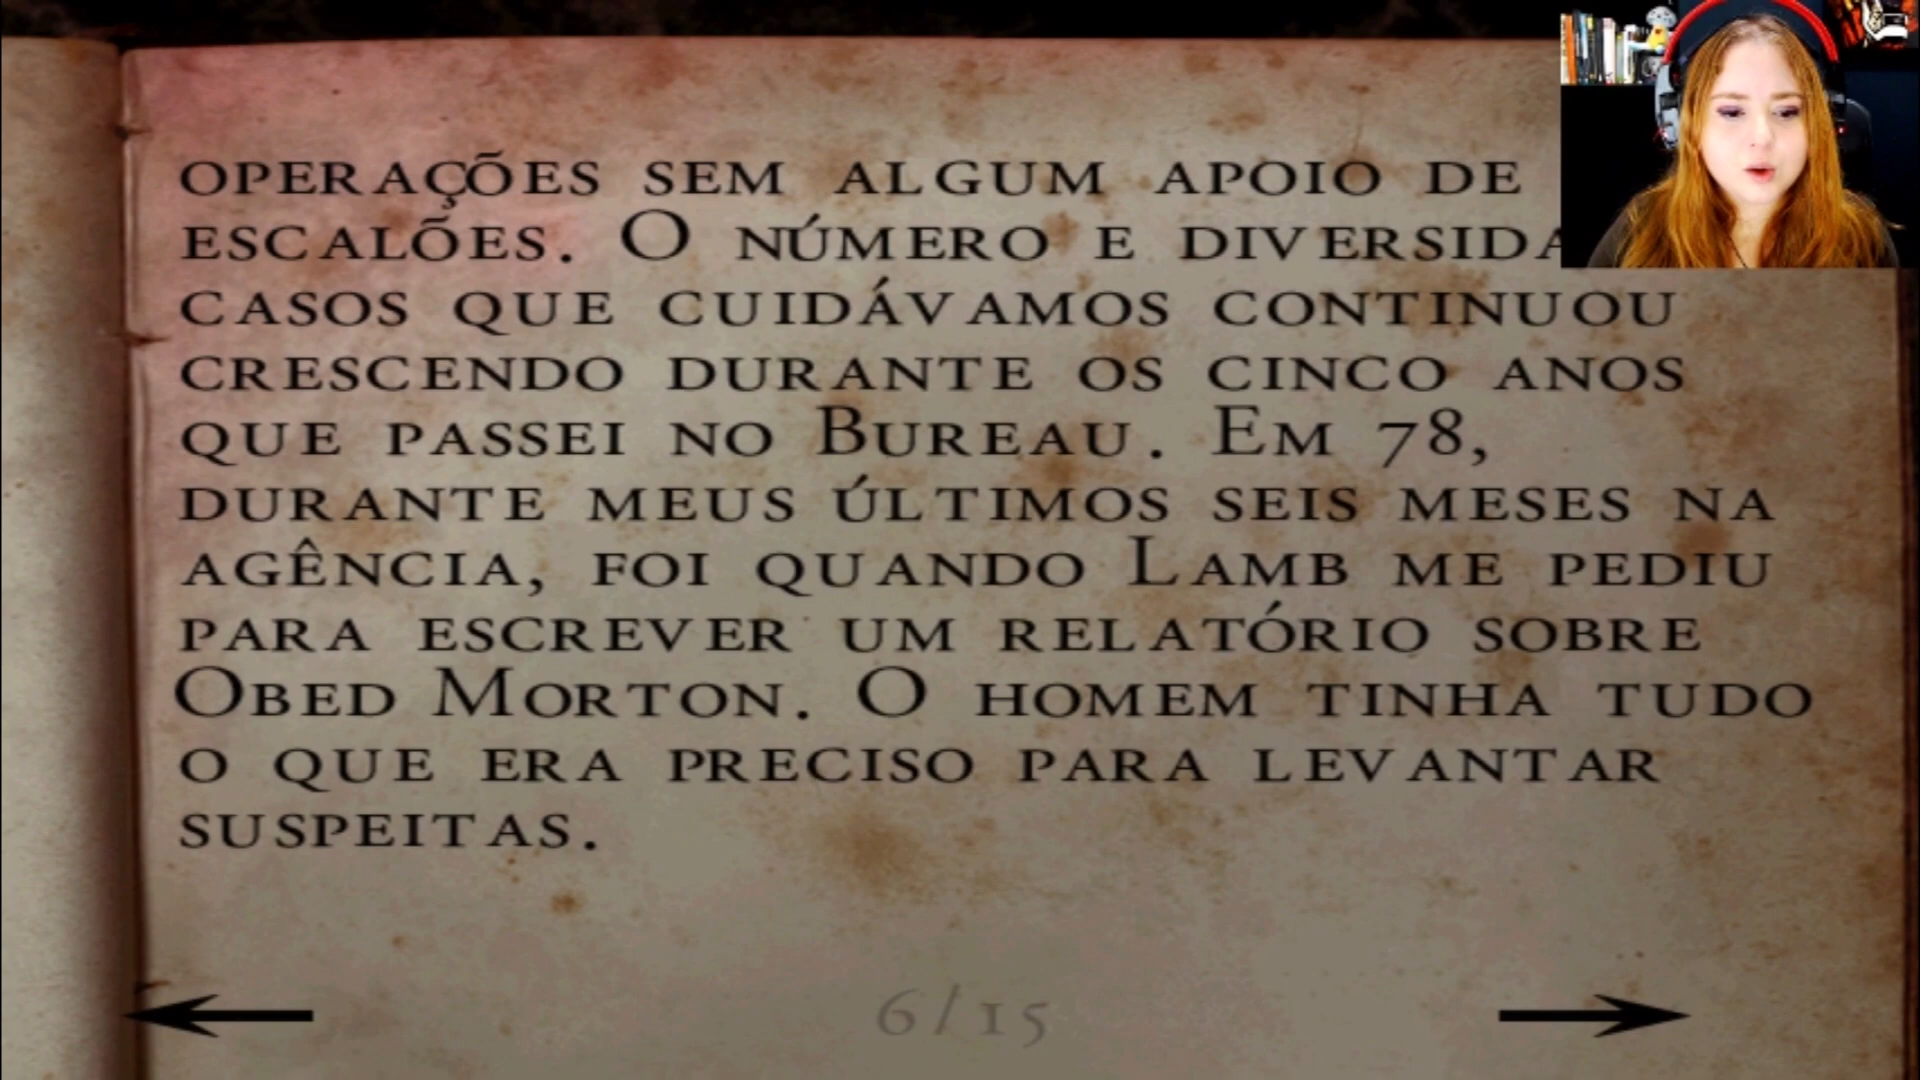 OPERAÇÕES SEM ALGUM APOIO DE
ESCALÕES. O NÚMERO E
CASOS QUE CUIDÁVAMOS CONTINUOU
CRESCENDO DURANTE OS CINCO ANOS
QUE PASSEI NO BUREAU. EM 78,
DURANTE MEUS ÚLTIMOS SEIS MESES NA
AGÊNCIA, FOI QUANDO LAMB ME PEDIU
PARA ESCREVER UM RELATÓRIO SOBRE
OBED MORTON. O HOMEM TINHA TUDO
O QUE ERA PRECISO PARA LEVANTAR
SUSPEITAS.
6/15